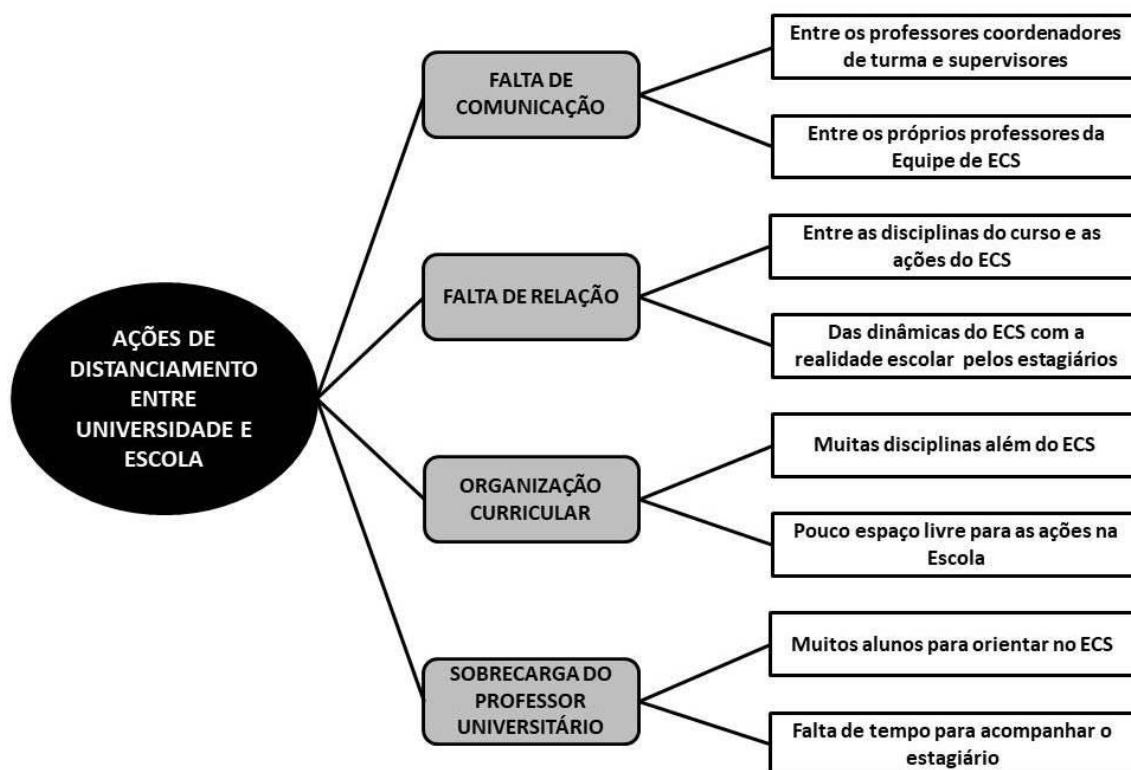 AÇÕES DE
DISTANCIAMENTO
ENTRE
UNIVERSIDADE E
ESCOLA
FALTA DE
COMUNICAÇÃO
Entre os professores coordenadores
de turma e supervisores
Entre os próprios professores da
Equipe de ECS
FALTA DE RELAÇÃO
Entre as disciplinas do curso e as
ações do ECS
Das dinâmicas do ECS com a
realidade escolar pelos estagiários
ORGANIZAÇÃO
CURRICULAR
Muitas disciplinas além do ECS
Pouco espaço livre para as ações na
Escola
SOBRECARGA DO
PROFESSOR
UNIVERSITÁRIO
Muitos alunos para orientar no ECS
Falta de tempo para acompanhar o
estagiário